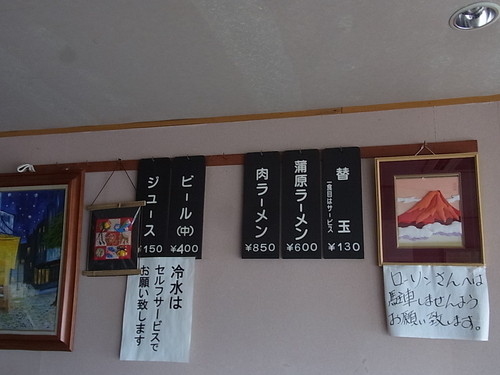 ジュース
¥150
ビール(中)
¥400
肉ラーメン
¥850
蒲原ラーメン
¥600
替玉
一食目はサービス
¥130
冷水は
セルフサービスで
お願い致します
ローソンさんへは
駐車しませんよう
お願い致します。